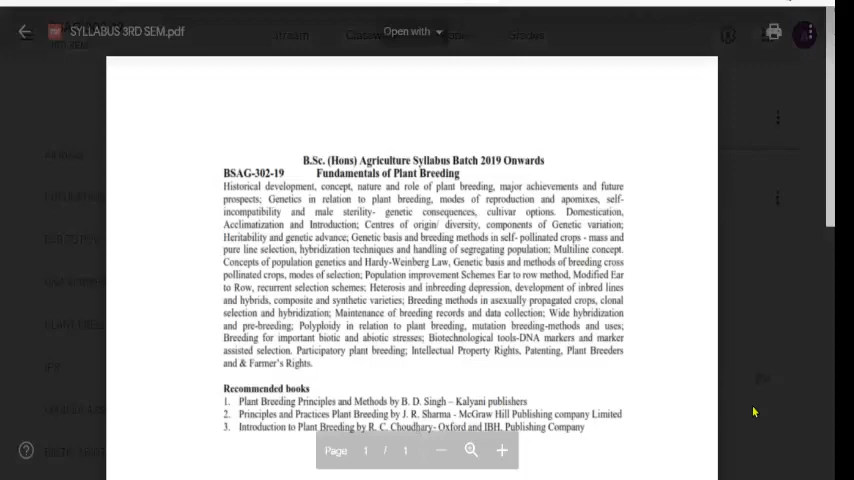 SYLLABUS 3RD SEM.pdf
Open with
Stream
Grades
B.Sc. (Hons) Agriculture Syllabus Batch 2019 Onwards
BSAG-302-19 Fundamentals of Plant Breeding
Historical development, concept, nature and role of plant breeding, major achievements and future
prospects; Genetics in relation to plant breeding, modes of reproduction and apomixes, self-
incompatibility and male sterility- genetic consequences, cultivar options. Domestication,
Acclimatization and Introduction; Centres of origin/ diversity, components of Genetic variation;
Heritability and genetic advance; Genetic basis and breeding methods in self- pollinated crops - mass and
pure line selection, hybridization techniques and handling of segregating population; Multiline concept.
Concepts of population genetics and Hardy-Weinberg Law, Genetic basis and methods of breeding cross
pollinated crops, modes of selection; Population improvement Schemes Ear to row method, Modified Ear
to Row, recurrent selection schemes; Heterosis and inbreeding depression, development of inbred lines
and hybrids, composite and synthetic varieties; Breeding methods in asexually propagated crops, clonal
selection and hybridization; Maintenance of breeding records and data collection; Wide hybridization
and pre-breeding; Polyploidy in relation to plant breeding, mutation breeding-methods and uses;
Breeding for important biotic and abiotic stresses; Biotechnological tools-DNA markers and marker
assisted selection. Participatory plant breeding; Intellectual Property Rights, Patenting, Plant Breeders
and & Farmer's Rights.
Recommended books
1. Plant Breeding Principles and Methods by B. D. Singh – Kalyani publishers
2. Principles and Practices Plant Breeding by J. R. Sharma - McGraw Hill Publishing company Limited
3. Introduction to Plant Breeding by R. C. Choudhary- Oxford and IBH. Publishing Company
Page 1 / 1